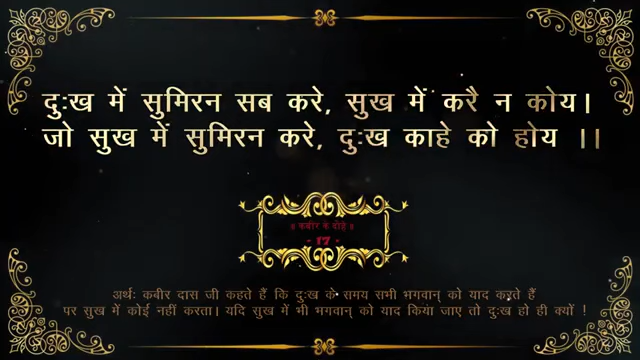 दुःख में सुमिरन सब करे, सुख में करै न कोय।
जो सुख में सुमिरन करे, दुःख काहे को होय ।।
॥ कबीर के दोहे ॥
- 17 -
अर्थः कबीर दास जी कहते हैं कि दुःख के समय सभी भगवान् को याद करते हैं
पर सुख में कोई नहीं करता। यदि सुख में भी भगवान् को याद किया जाए तो दुःख हो ही क्यों !